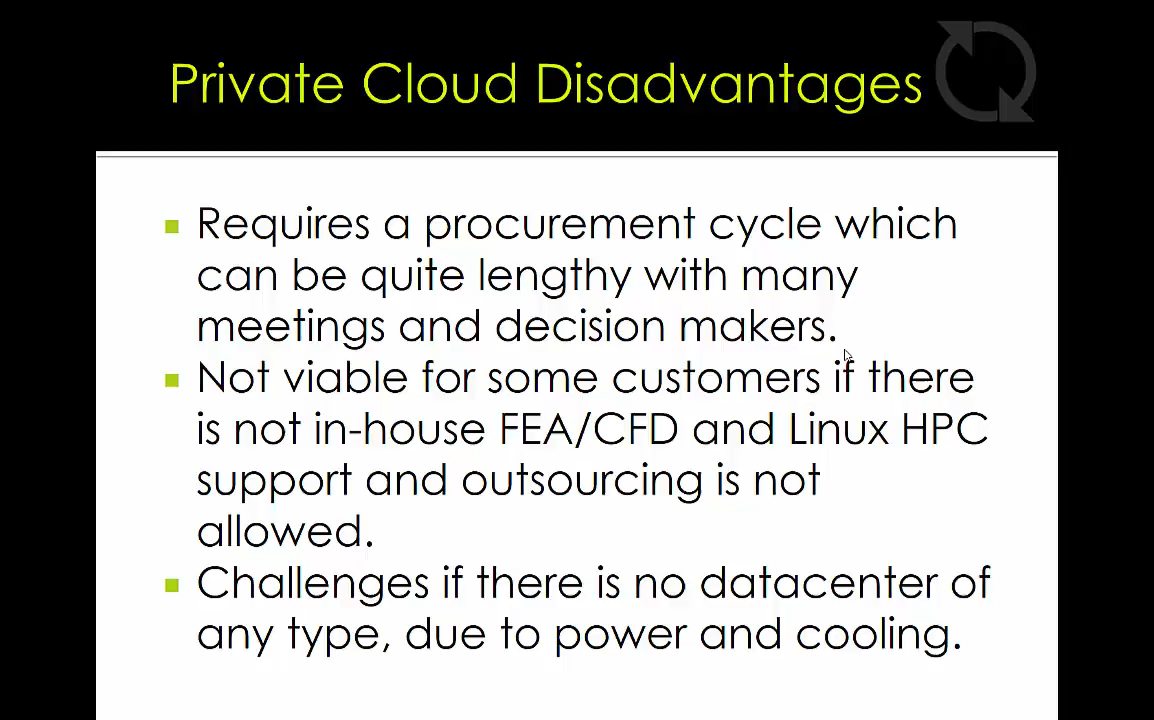 Private Cloud Disadvantages
Requires a procurement cycle which
can be quite lengthy with many
meetings and decision makers.
Not viable for some customers if there
is not in-house FEA/CFD and Linux HPC
support and outsourcing is not
allowed.
Challenges if there is no datacenter of
any type, due to power and cooling.